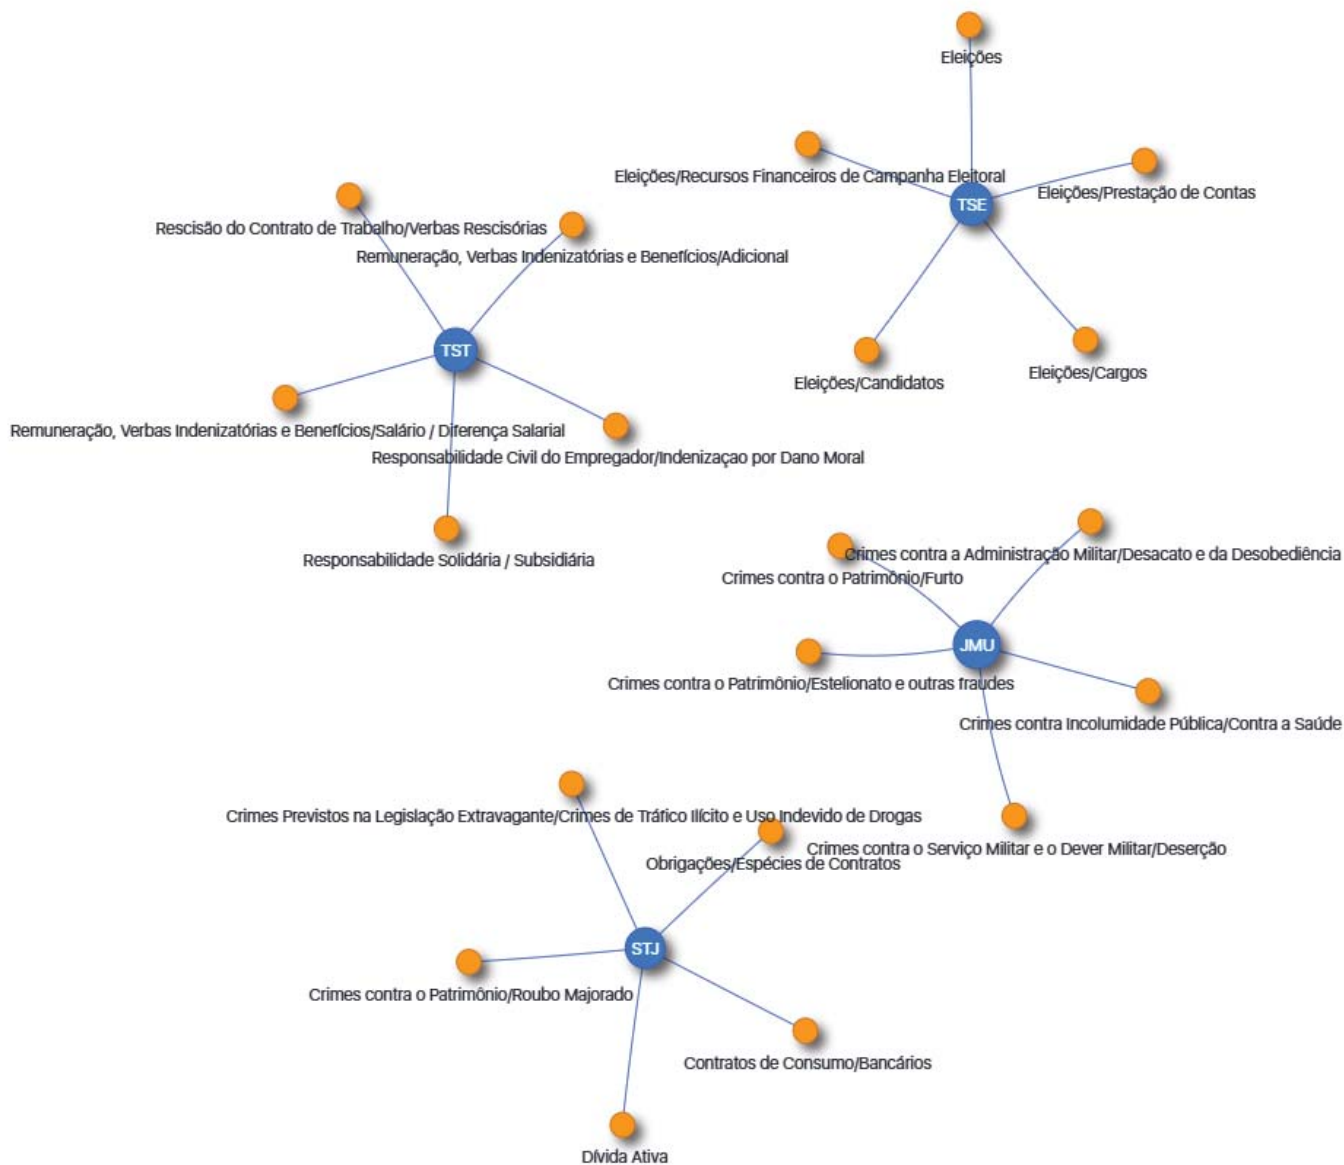 Eleições
Eleições/Recursos Financeiros de Campanha Eleitoral
Eleições/Prestação de Contas
TSE
Rescisão do Contrato de Trabalho/Verbas Rescisórias
Remuneração, Verbas Indenizatórias e Benefícios/Adicional
TST
Eleições/Cargos
Eleições/Candidatos
Remuneração, Verbas Indenizatórias e Benefícios/Salário / Diferença Salarial
Responsabilidade Civil do Empregador/Indenizaçao por Dano Moral
Responsabilidade Solidária / Subsidiária
Crimes contra a Administração Militar/Desacato e da Desobediência
Crimes contra o Patrimônio/Furto
JMU
Crimes contra o Patrimônio/Estelionato e outras fraudes
Crimes contra Incolumidade Pública/Contra a Saúde
Crimes Previstos na Legislação Extravagante/Crimes de Tráfico Ilícito e Uso Indevido de Drogas
Crimes contra o Serviço Militar e o Dever Militar/Deserção
Obrigações/Espécies de Contratos
STJ
Crimes contra o Patrimônio/Roubo Majorado
Contratos de Consumo/Bancários
Dívida Ativa